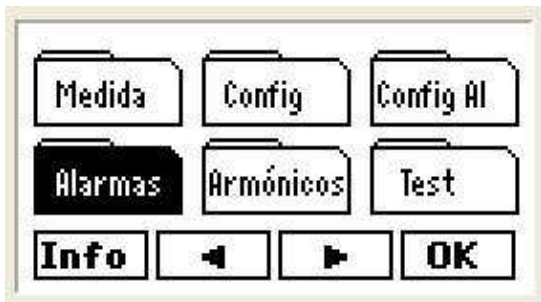 Medida Config Config Al
Alarmas Armónicos Test
Info ◄ ► OK